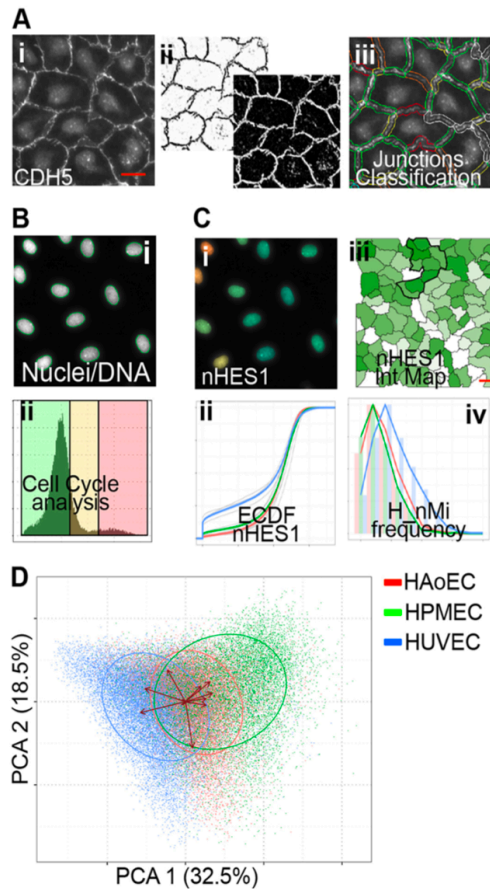 A
i
ii
iii
CDH5
Junctions
Classification
B
i
Nuclei/DNA
ii
Cell Cycle
analysis
C
i
nHES1
iii
nHES1
Int Map
ii
ECDF
nHES1
iv
H_nMi
frequency
D
HAoEC
HPMEC
HUVEC
PCA 2 (18.5%)
PCA 1 (32.5%)